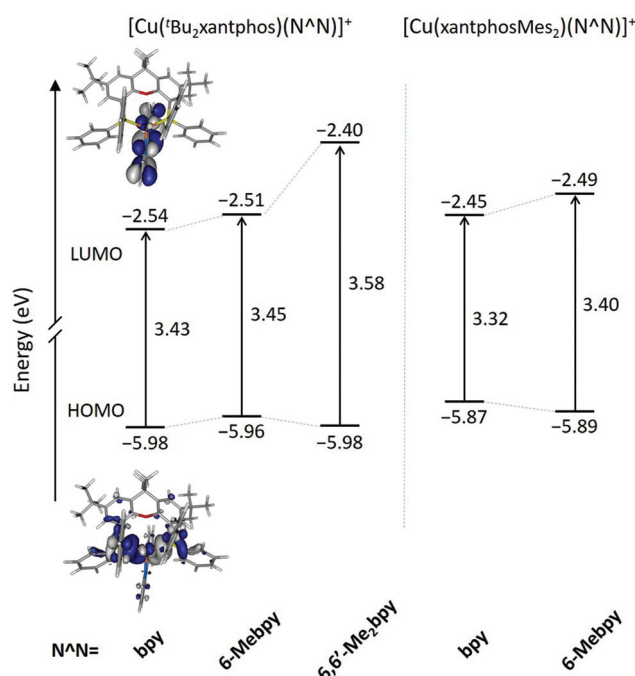 [Cu(ᵗBu₂xantphos)(N^N)]⁺ [Cu(xantphosMes₂)(N^N)]⁺
−2.40
−2.54 −2.51 −2.45 −2.49
LUMO
Energy (eV)
3.43 3.45 3.58 3.32 3.40
HOMO
−5.98 −5.96 −5.98 −5.87 −5.89
N^N= bpy 6-Mebpy 6,6′-Me₂bpy bpy 6-Mebpy